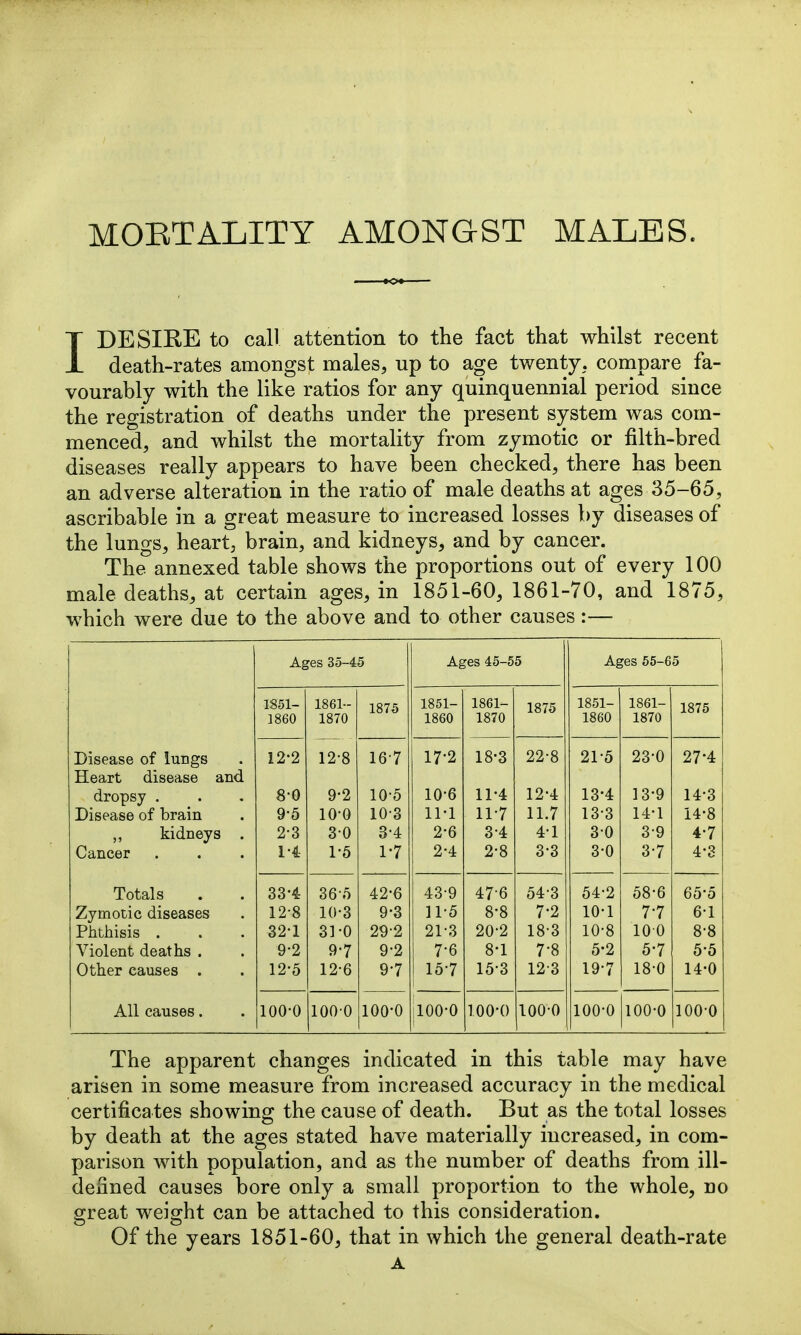 MORTALITY AMONGST MALES.
I DESIRE to call attention to the fact that whilst recent
death-rates amongst males, up to age twenty, compare fa-
vourably with the like ratios for any quinquennial period since
the registration of deaths under the present system was com-
menced, and whilst the mortality from zymotic or filth-bred
diseases really appears to have been checked, there has been
an adverse alteration in the ratio of male deaths at ages 35-65,
ascribable in a great measure to increased losses by diseases of
the lungs, heart, brain, and kidneys, and by cancer.
The annexed table shows the proportions out of every 100
male deaths, at certain ages, in 1851-60, 1861-70, and 1875,
which were due to the above and to other causes :—
Ages 35-45 Ages 45-55 Ages 55-65
1851-1860 1861-1870 1875 1851-1860 1861-1870 1875 1851-1860 1861-1870 1875
Disease of lungs . 12·2 12·8 16·7 17·2 18·3 22·8 21·5 23·0 27·4
Heart disease and
dropsy . . . 8·0 9·2 10·5 10·6 11·4 12·4 13·4 13·9 14·3
Disease of brain . 9·5 10·0 10·3 11·1 11·7 11.7 13·3 14·1 14·8
,, kidneys . 2·3 3·0 3·4 2·6 3·4 4·1 3·0 3·9 4·7
Cancer . . . 1·4 1·5 1·7 2·4 2·8 3·3 3·0 3·7 4·3
Totals . . 33·4 36·5 42·6 43·9 47·6 54·3 54·2 58·6 65·5
Zymotic diseases . 12·8 10·3 9·3 11·5 8·8 7·2 10·1 7·7 6·1
Phthisis . . . 32·1 31·0 29·2 21·3 20·2 18·3 10·8 10·0 8·8
Violent deaths . . 9·2 9·7 9·2 7·6 8·1 7·8 5·2 5·7 5·5
Other causes . . 12·5 12·6 9·7 15·7 15·3 12·3 19·7 18·0 14·0
All causes . . 100·0 100·0 100·0 100·0 100·0 100·0 100·0 100·0 100·0
The apparent changes indicated in this table may have
arisen in some measure from increased accuracy in the medical
certificates showing the cause of death. But as the total losses
by death at the ages stated have materially increased, in com-
parison with population, and as the number of deaths from ill-
defined causes bore only a small proportion to the whole, no
great weight can be attached to this consideration.
Of the years 1851-60, that in which the general death-rate
A